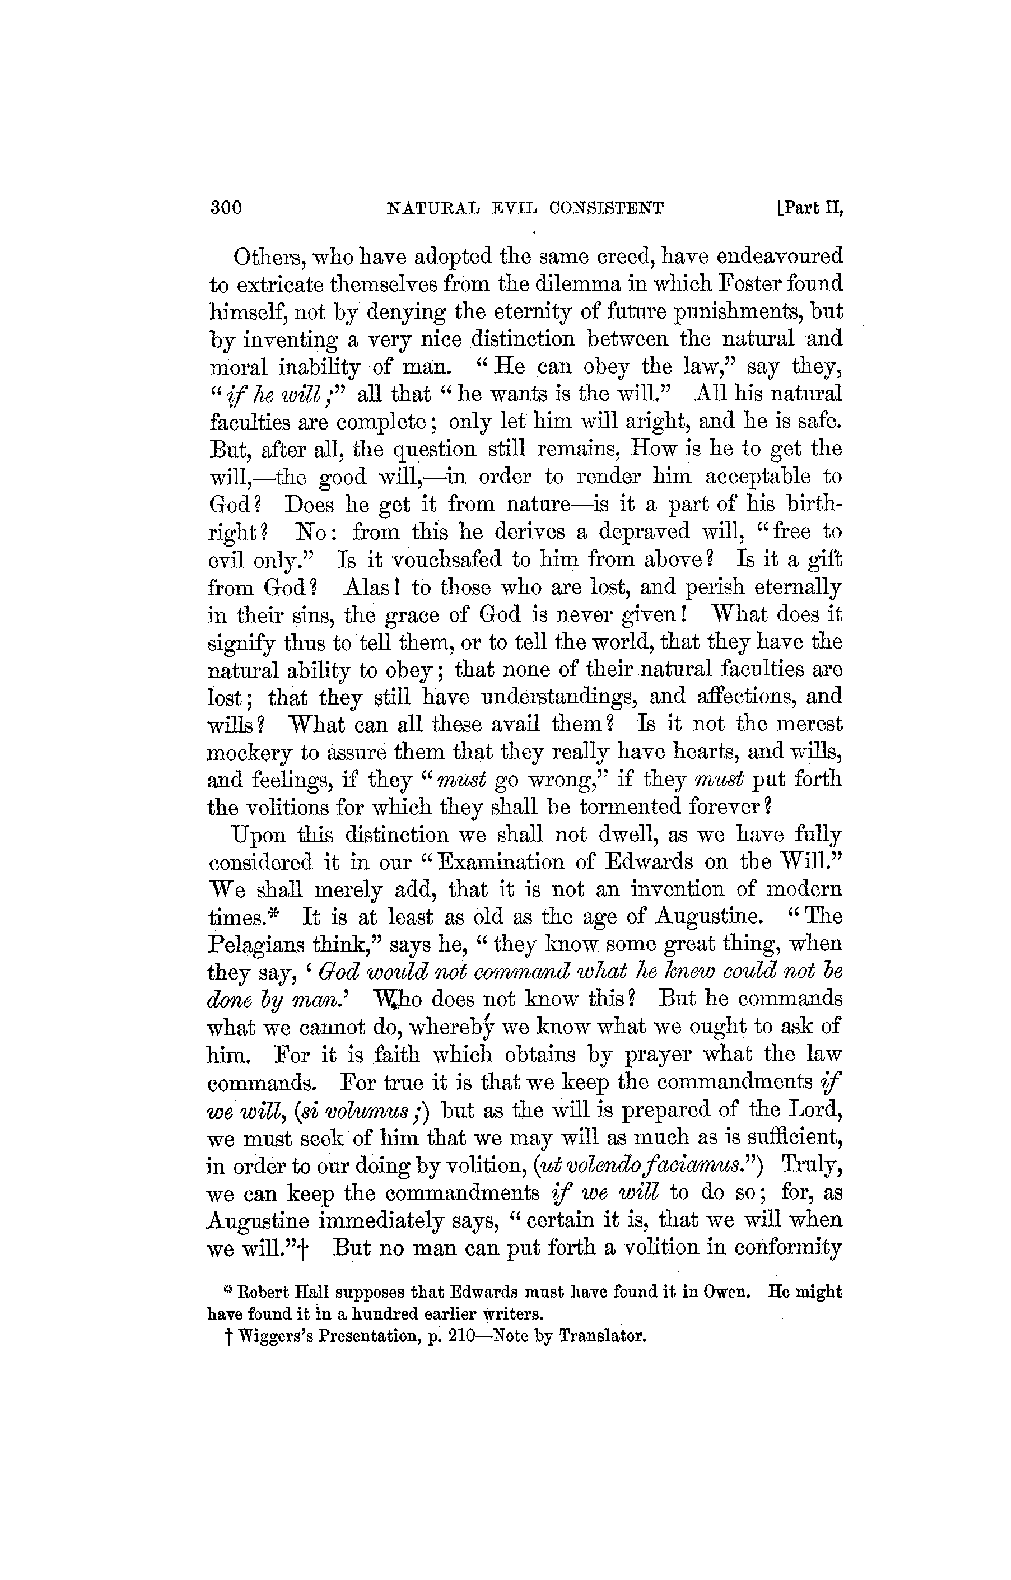 300 NATURAL EVIL CONSISTENT [Part II,
Others, who have adopted the same creed, have endeavoured
to extricate themselves from the dilemma in which Foster found
himself, not by denying the eternity of future punishments, but
by inventing a very nice distinction between the natural and
moral inability of man. “He can obey the law,” say they,
“if he will;” all that “he wants is the will.” All his natural
faculties are complete; only let him will aright, and he is safe.
But, after all, the question still remains, How is he to get the
will,—the good will,—in order to render him acceptable to
God? Does he get it from nature—is it a part of his birth-
right? No: from this he derives a depraved will, “free to
evil only.” Is it vouchsafed to him from above? Is it a gift
from God? Alas! to those who are lost, and perish eternally
in their sins, the grace of God is never given! What does it
signify thus to tell them, or to tell the world, that they have the
natural ability to obey; that none of their natural faculties are
lost; that they still have understandings, and affections, and
wills? What can all these avail them? Is it not the merest
mockery to assure them that they really have hearts, and wills,
and feelings, if they “must go wrong,” if they must put forth
the volitions for which they shall be tormented forever?
Upon this distinction we shall not dwell, as we have fully
considered it in our “Examination of Edwards on the Will.”
We shall merely add, that it is not an invention of modern
times.* It is at least as old as the age of Augustine. “The
Pelagians think,” says he, “they know some great thing, when
they say, ‘God would not command what he knew could not be
done by man.’ Who does not know this? But he commands
what we cannot do, whereby we know what we ought to ask of
him. For it is faith which obtains by prayer what the law
commands. For true it is that we keep the commandments if
we will, (si volumus;) but as the will is prepared of the Lord,
we must seek of him that we may will as much as is sufficient,
in order to our doing by volition, (ut volendo faciamus.”) Truly,
we can keep the commandments if we will to do so; for, as
Augustine immediately says, “certain it is, that we will when
we will.”† But no man can put forth a volition in conformity
* Robert Hall supposes that Edwards must have found it in Owen. He might
have found it in a hundred earlier writers.
† Wiggers's Presentation, p. 210—Note by Translator.